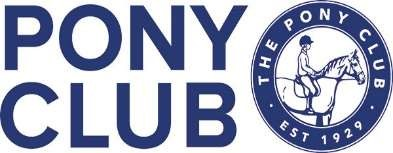 PONY
CLUB
THE PONY CLUB
EST 1929